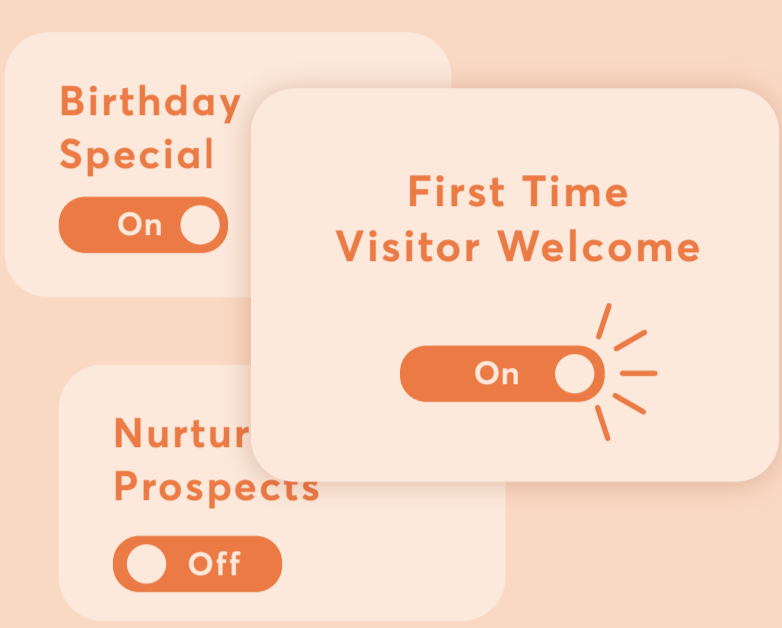 Birthday
Special
On
First Time
Visitor Welcome
On
Prospects
Off